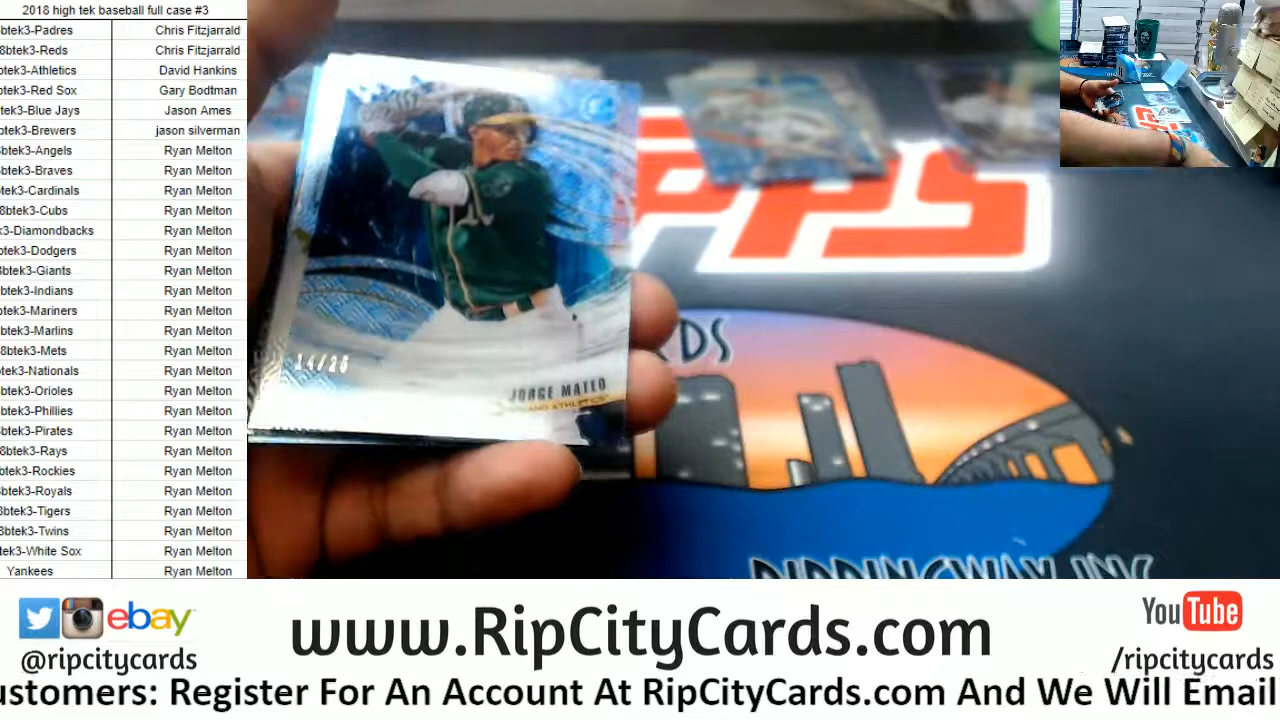 2018 high tek baseball full case #3
btek3-Padres Chris Fitzjarrald
8btek3-Reds Chris Fitzjarrald
btek3-Athletics David Hankins
btek3-Red Sox Gary Bodtman
btek3-Blue Jays Jason Ames
btek3-Brewers jason silverman
btek3-Angels Ryan Melton
btek3-Braves Ryan Melton
btek3-Cardinals Ryan Melton
8btek3-Cubs Ryan Melton
k3-Diamondbacks Ryan Melton
btek3-Dodgers Ryan Melton
8btek3-Giants Ryan Melton
btek3-Indians Ryan Melton
btek3-Mariners Ryan Melton
btek3-Marlins Ryan Melton
8btek3-Mets Ryan Melton
btek3-Nationals Ryan Melton
btek3-Orioles Ryan Melton
btek3-Phillies Ryan Melton
btek3-Pirates Ryan Melton
8btek3-Rays Ryan Melton
btek3-Rockies Ryan Melton
btek3-Royals Ryan Melton
8btek3-Tigers Ryan Melton
8btek3-Twins Ryan Melton
tek3-White Sox Ryan Melton
Yankees Ryan Melton
14/25
JORGE MATEO
AND ATHLETICS
RDS
RIPPINGWAX INC
ebay
@ripcitycards
www.RipCityCards.com
YouTube
/ripcitycards
ustomers: Register For An Account At RipCityCards.com And We Will Email